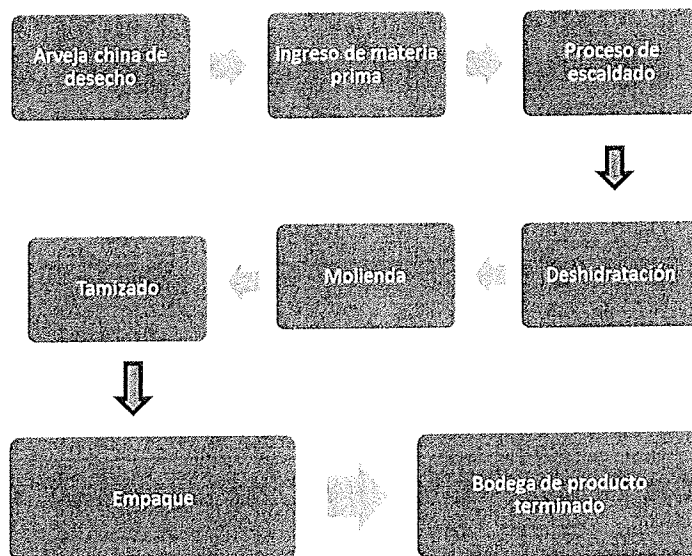 Arveja china de
desecho
Ingreso de materia
prima
Proceso de
escaldado
Deshidratación
Molienda
Tamizado
Empaque
Bodega de producto
terminado